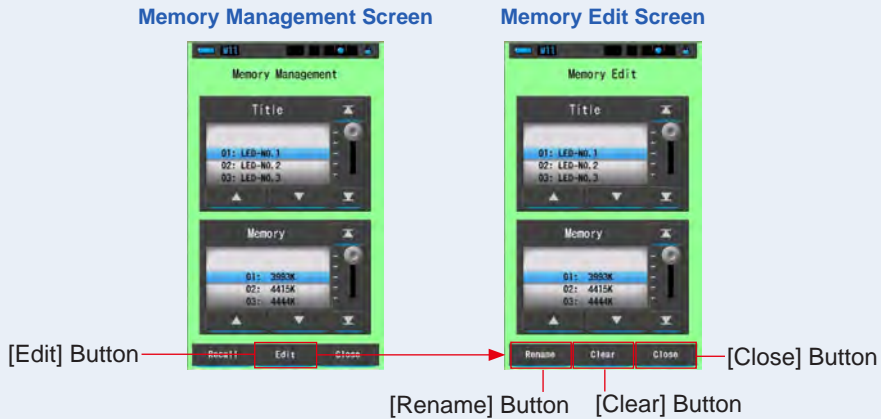 Memory Management Screen
#11
Memory Management
Title
01: LED-NO.1
02: LED-NO.2
03: LED-NO.3
Memory
01: 3993K
02: 4415K
03: 4444K
Recall Edit Close
[Edit] Button
Memory Edit Screen
#11
Memory Edit
Title
01: LED-NO.1
02: LED-NO.2
03: LED-NO.3
Memory
01: 3993K
02: 4415K
03: 4444K
Rename Clear Close
[Close] Button
[Rename] Button
[Clear] Button